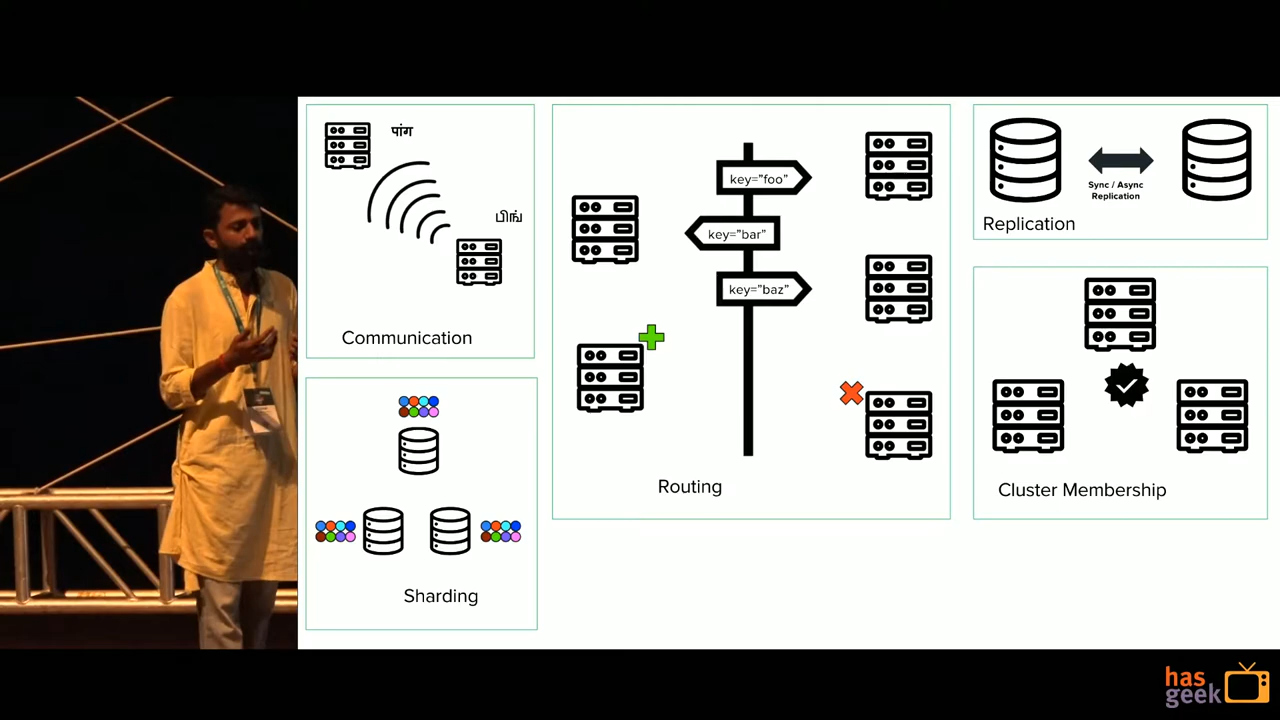 पांग
பிங்
Communication
Sharding
key="foo"
key="bar"
key="baz"
Routing
Sync / Async
Replication
Replication
Cluster Membership
has
geek